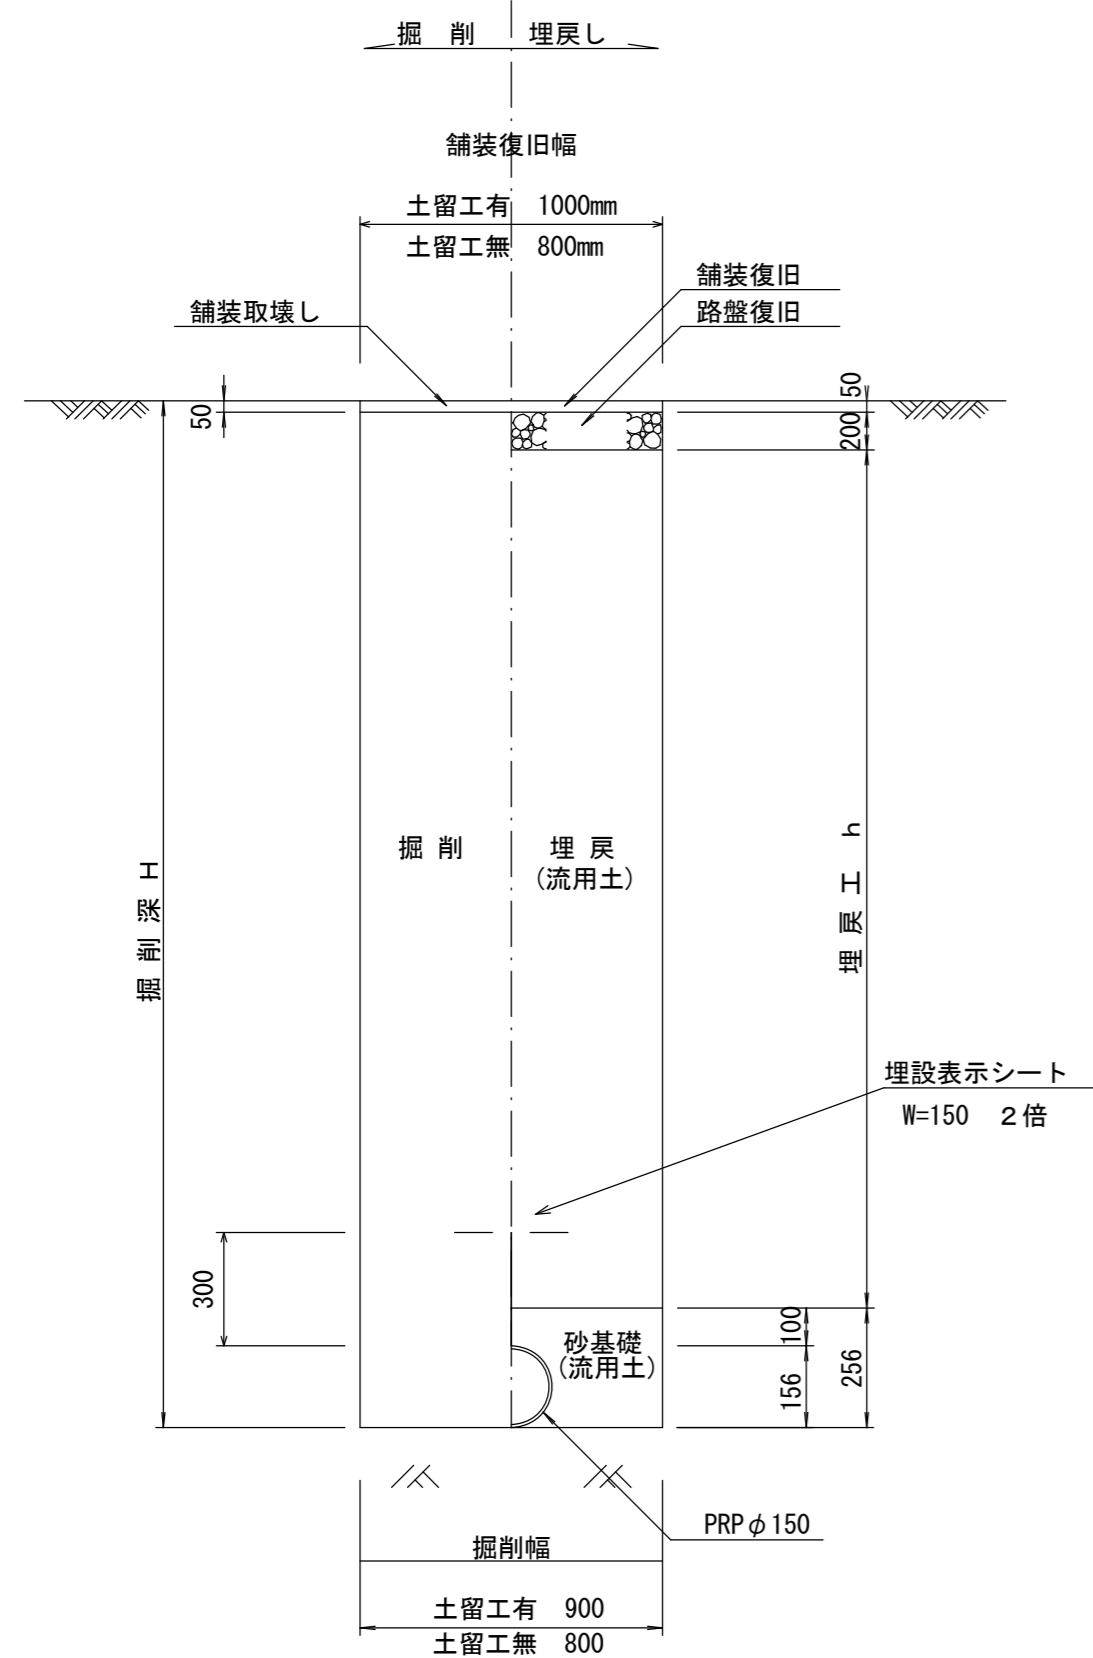 掘 削 埋戻し
舗装復旧幅
土留工有 1000mm
土留工無 800mm
舗装復旧
舗装取壊し
路盤復旧
50
50
200
掘 削
埋 戻
(流用土)
掘 削 深 H
埋 戻 工 h
埋設表示シート
W=150 2倍
300
砂基礎
(流用土)
100
156
256
PRPφ150
掘削幅
土留工有 900
土留工無 800